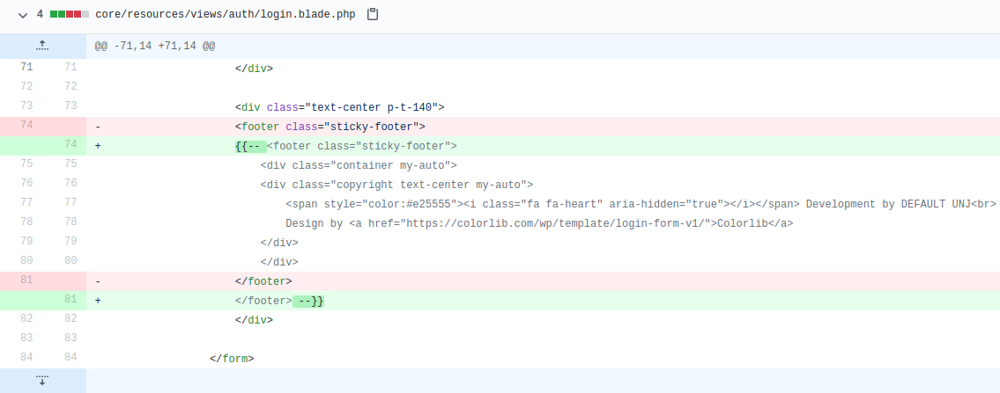 4 core/resources/views/auth/login.blade.php
@@ -71,14 +71,14 @@
71 71 </div>
72 72
73 73 <div class="text-center p-t-140">
74 - <footer class="sticky-footer">
74 + {{-- <footer class="sticky-footer">
75 75 <div class="container my-auto">
76 76 <div class="copyright text-center my-auto">
77 77 <span style="color:#e25555"><i class="fa fa-heart" aria-hidden="true"></i></span> Development by DEFAULT UNJ<br>
78 78 Design by <a href="https://colorlib.com/wp/template/login-form-v1/">Colorlib</a>
79 79 </div>
80 80 </div>
81 - </footer>
81 + </footer> --}}
82 82 </div>
83 83
84 84 </form>